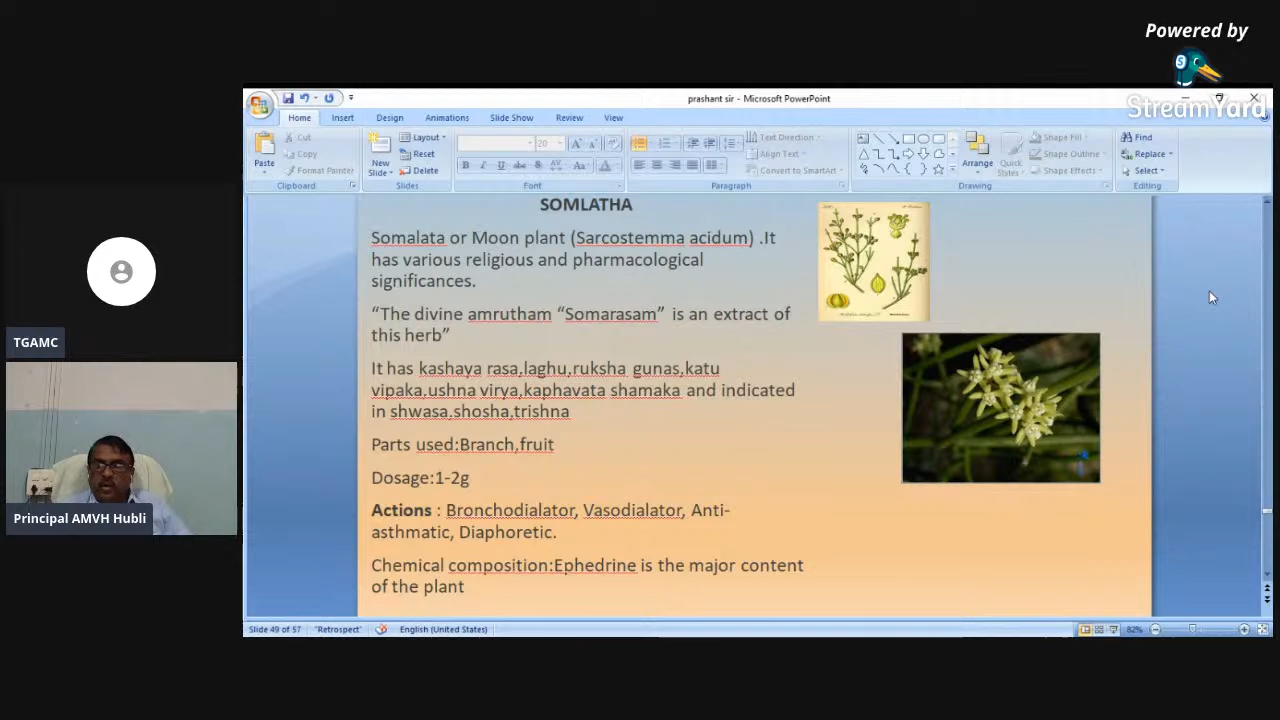 Powered by
StreamYard
prashant sir - Microsoft PowerPoint
Home Insert Design Animations Slide Show Review View
Paste
Cut
Copy
Format Painter
Clipboard
New
Slide
Layout
Reset
Delete
Slides
20
Font
Paragraph
Text Direction
Align Text
Convert to SmartArt
Arrange
Quick
Styles
Shape Fill
Shape Outline
Shape Effects
Drawing
Find
Replace
Select
Editing
SOMLATHA
Somalata or Moon plant (Sarcostemma acidum) .It
has various religious and pharmacological
significances.
“The divine amrutham “Somarasam” is an extract of
this herb”
It has kashaya rasa,laghu,ruksha gunas,katu
vipaka,ushna virya,kaphavata shamaka and indicated
in shwasa,shosha,trishna
Parts used:Branch,fruit
Dosage:1-2g
Actions : Bronchodialator, Vasodialator, Anti-
asthmatic, Diaphoretic.
Chemical composition:Ephedrine is the major content
of the plant
TGAMC
Principal AMVH Hubli
Slide 49 of 57 "Retrospect" English (United States) 82%